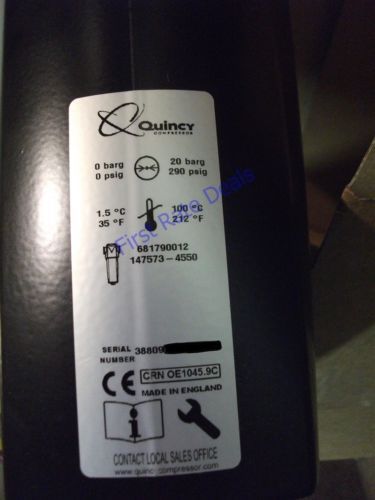 Quincy
COMPRESSOR
0 barg 20 barg
0 psig 290 psig
1.5 °C 100 °C
35 °F 212 °F
First Rate Deals
681790012
147573-4550
SERIAL
NUMBER 38809
CE CRN OE1045.9C
MADE IN ENGLAND
i
CONTACT LOCAL SALES OFFICE
www.quincycompressor.com